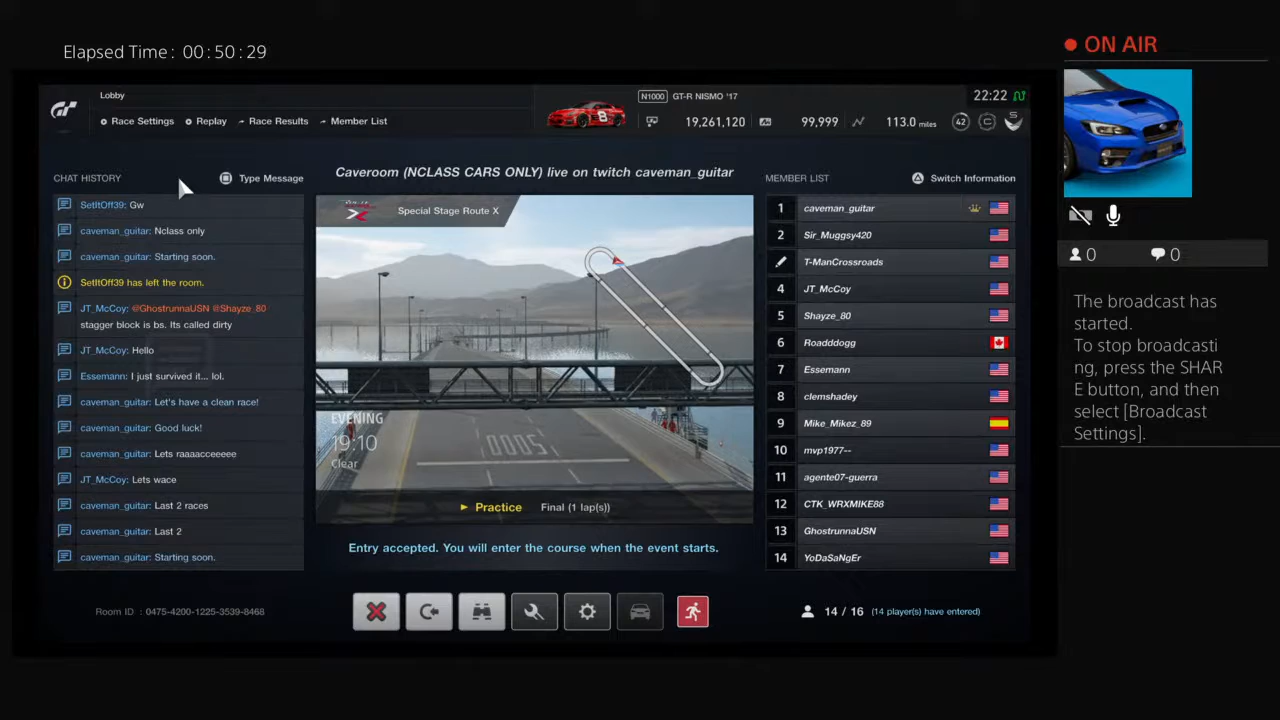 Elapsed Time : 00:50:29
ON AIR
GT
Lobby
N1000 GT-R NISMO '17
22:22
Race Settings Replay Race Results Member List
8
19,261,120 99,999 113.0 miles 42 C S
CHAT HISTORY
Type Message
SetItOff39: Gw
caveman_guitar: Nclass only
caveman_guitar: Starting soon.
SetItOff39 has left the room.
JT_McCoy: @GhostrunnaUSN @Shayze_80
stagger block is bs. Its called dirty
JT_McCoy: Hello
Essemann: I just survived it... lol.
caveman_guitar: Let's have a clean race!
caveman_guitar: Good luck!
caveman_guitar: Lets raaaacceeeee
JT_McCoy: Lets wace
caveman_guitar: Last 2 races
caveman_guitar: Last 2
caveman_guitar: Starting soon.
Caveroom (NCLASS CARS ONLY) live on twitch caveman_guitar
X Special Stage Route X
EVENING
19:10
Clear
0005
Practice Final (1 lap(s))
Entry accepted. You will enter the course when the event starts.
MEMBER LIST
Switch Information
1 caveman_guitar
2 Sir_Muggsy420
T-ManCrossroads
4 JT_McCoy
5 Shayze_80
6 Roadddogg
7 Essemann
8 clemshadey
9 Mike_Mikez_89
10 mvp1977--
11 agente07-guerra
12 CTK_WRXMIKE88
13 GhostrunnaUSN
14 YoDaSaNgEr
Room ID : 0475-4200-1225-3539-8468
14 / 16 (14 player(s) have entered)
0 0
The broadcast has
started.
To stop broadcasti
ng, press the SHAR
E button, and then
select [Broadcast
Settings].